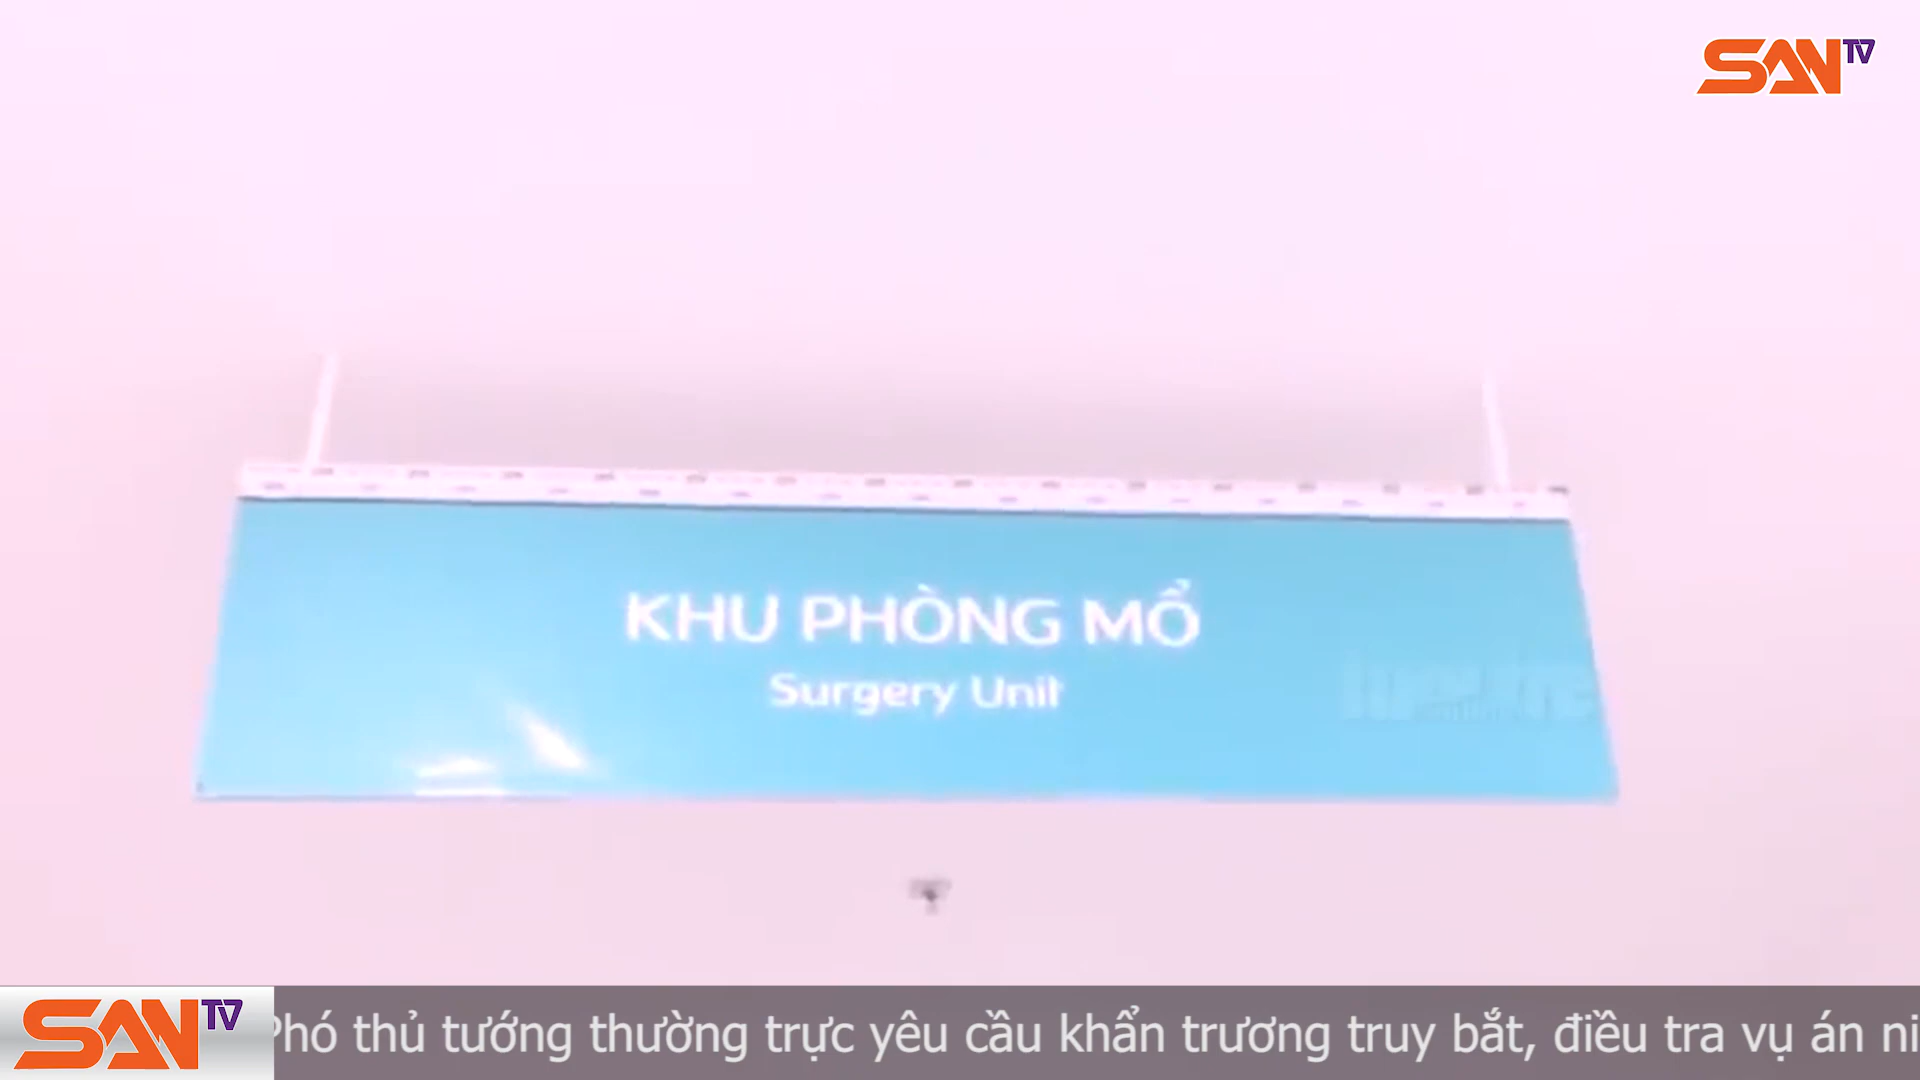 SANTV
KHU PHÒNG MỔ
Surgery Unit
SANTV
Phó thủ tướng thường trực yêu cầu khẩn trương truy bắt, điều tra vụ án